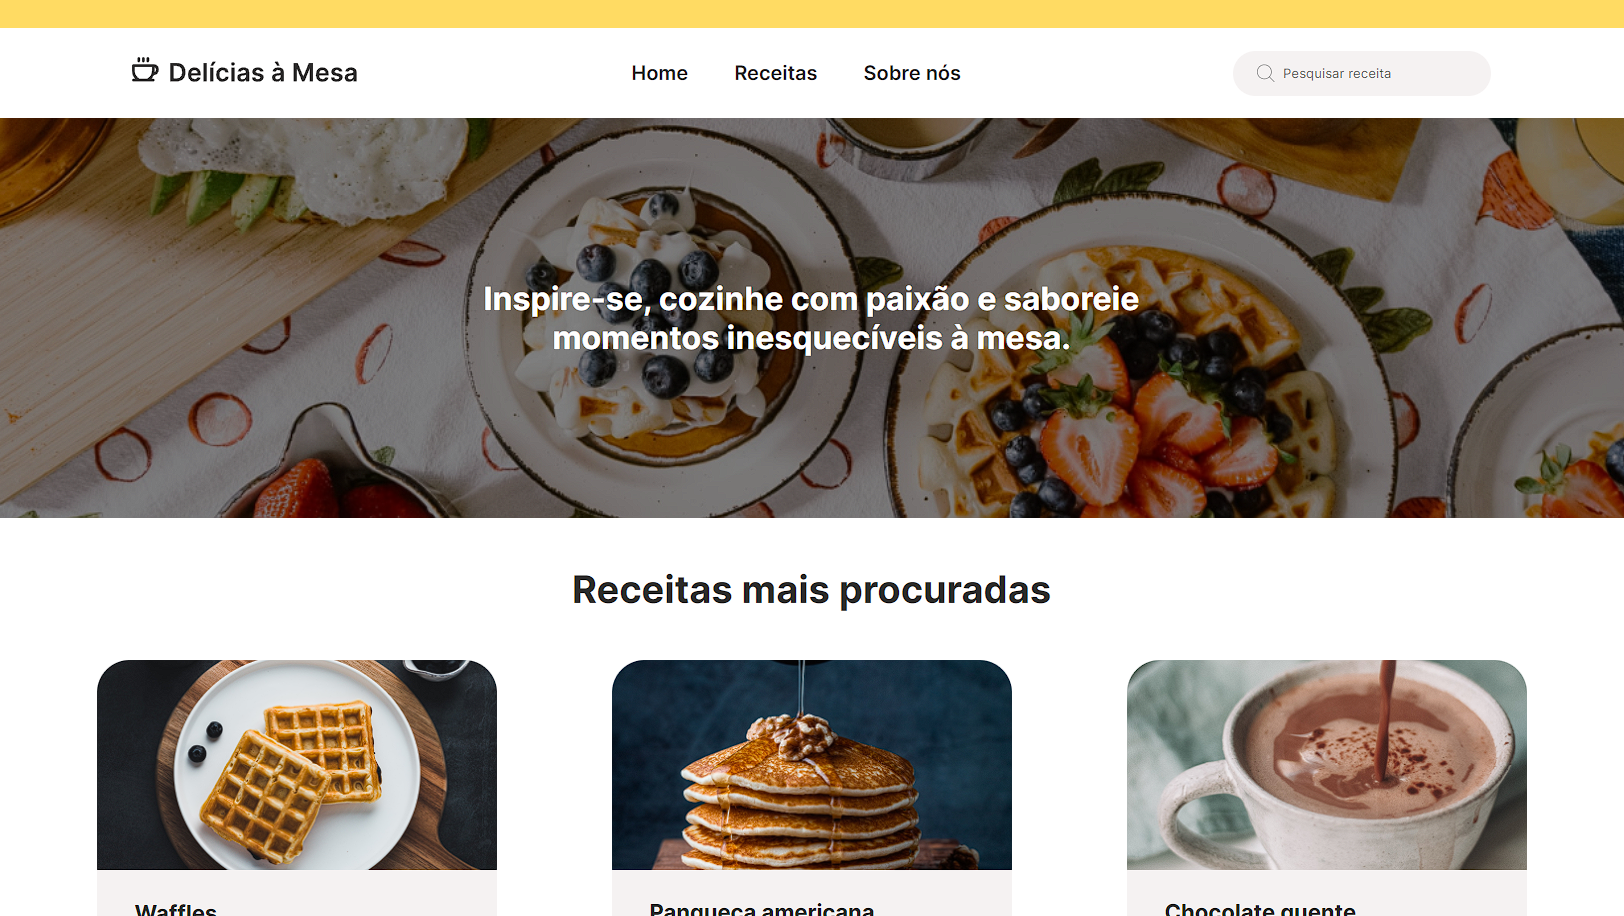 Delícias à Mesa
Home
Receitas
Sobre nós
Pesquisar receita
Inspire-se, cozinhe com paixão e saboreie
momentos inesquecíveis à mesa.
Receitas mais procuradas
Waffles
Panqueca americana
Chocolate quente